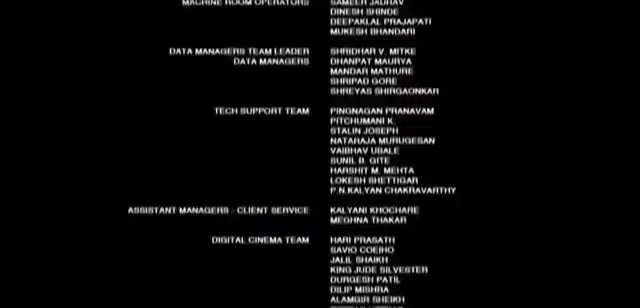 MACHINE ROOM OPERATORS SAMEER JADHAV
DINESH SHINDE
DEEPAKLAL PRAJAPATI
MUKESH BHANDARI
DATA MANAGERS TEAM LEADER SHRIDHAR V. MITKE
DATA MANAGERS DHANPAT MAURYA
MANDAR MATHURE
SHRIPAD GORE
SHREYAS SHIRGAONKAR
TECH SUPPORT TEAM PINGNAGAN PRANAVAM
PITCHUMANI K.
STALIN JOSEPH
NATARAJA MURUGESAN
VAIBHAV UBALE
SUNIL B. GITE
HARSHIT M. MEHTA
LOKESH SHETTIGAR
P.N.KALYAN CHAKRAVARTHY
ASSISTANT MANAGERS - CLIENT SERVICE KALYANI KHOCHARE
MEGHNA THAKAR
DIGITAL CINEMA TEAM HARI PRASATH
SAVIO COELHO
JALIL SHAIKH
KING JUDE SILVESTER
DURGESH PATIL
DILIP MISHRA
ALAMGIR SHEIKH